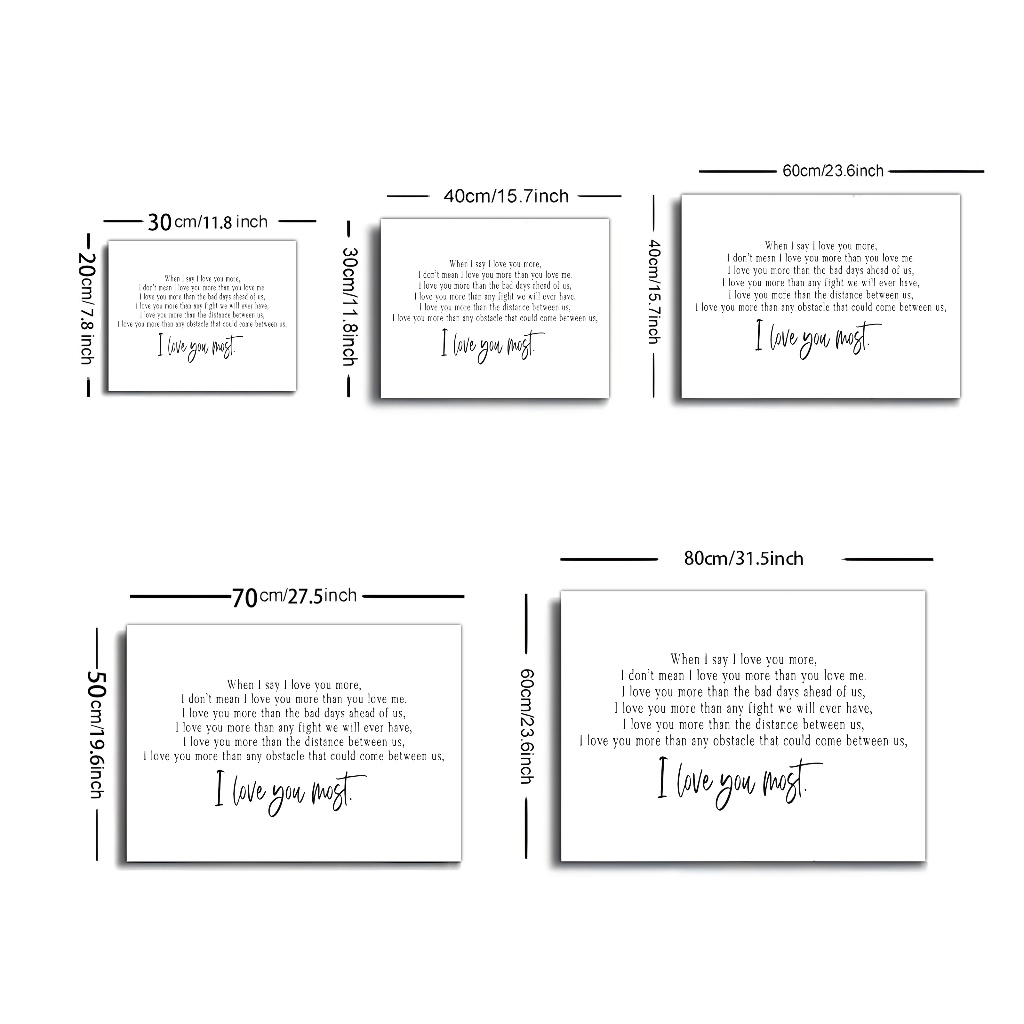 30cm/11.8 inch
20cm/ 7.8 inch
When I say I love you more,
I don't mean I love you more than you love me.
I love you more than the bad days ahead of us,
I love you more than any fight we will ever have,
I love you more than the distance between us,
I love you more than any obstacle that could come between us,
I love you most.
40cm/15.7inch
30cm/11.8inch
When I say I love you more,
I don't mean I love you more than you love me.
I love you more than the bad days ahead of us,
I love you more than any fight we will ever have,
I love you more than the distance between us,
I love you more than any obstacle that could come between us,
I love you most.
60cm/23.6inch
40cm/15.7inch
When I say I love you more,
I don't mean I love you more than you love me
I love you more than the bad days ahead of us,
I love you more than any fight we will ever have,
I love you more than the distance between us,
I love you more than any obstacle that could come between us,
I love you most.
70cm/27.5inch
50cm/19.6inch
When I say I love you more,
I don't mean I love you more than you love me.
I love you more than the bad days ahead of us,
I love you more than any fight we will ever have,
I love you more than the distance between us,
I love you more than any obstacle that could come between us,
I love you most.
80cm/31.5inch
60cm/23.6inch
When I say I love you more,
I don't mean I love you more than you love me.
I love you more than the bad days ahead of us,
I love you more than any fight we will ever have,
I love you more than the distance between us,
I love you more than any obstacle that could come between us,
I love you most.